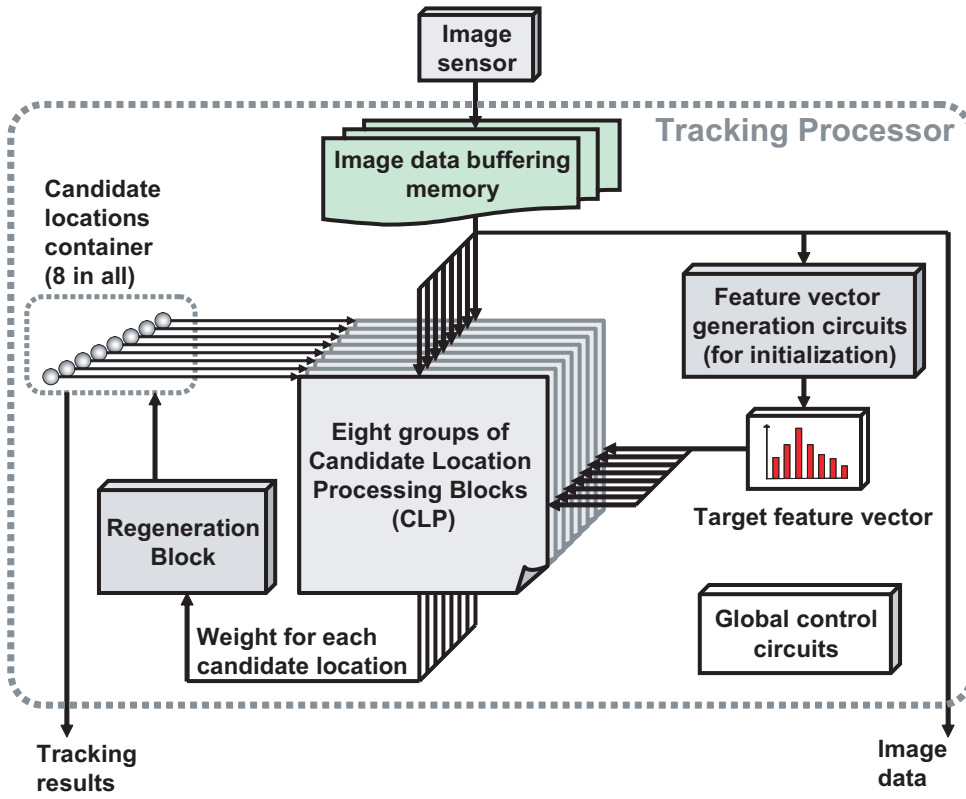 Image
sensor
Tracking Processor
Image data buffering
memory
Candidate
locations
container
(8 in all)
Feature vector
generation circuits
(for initialization)
Eight groups of
Candidate Location
Processing Blocks
(CLP)
Target feature vector
Regeneration
Block
Global control
circuits
Weight for each
candidate location
Tracking
results
Image
data